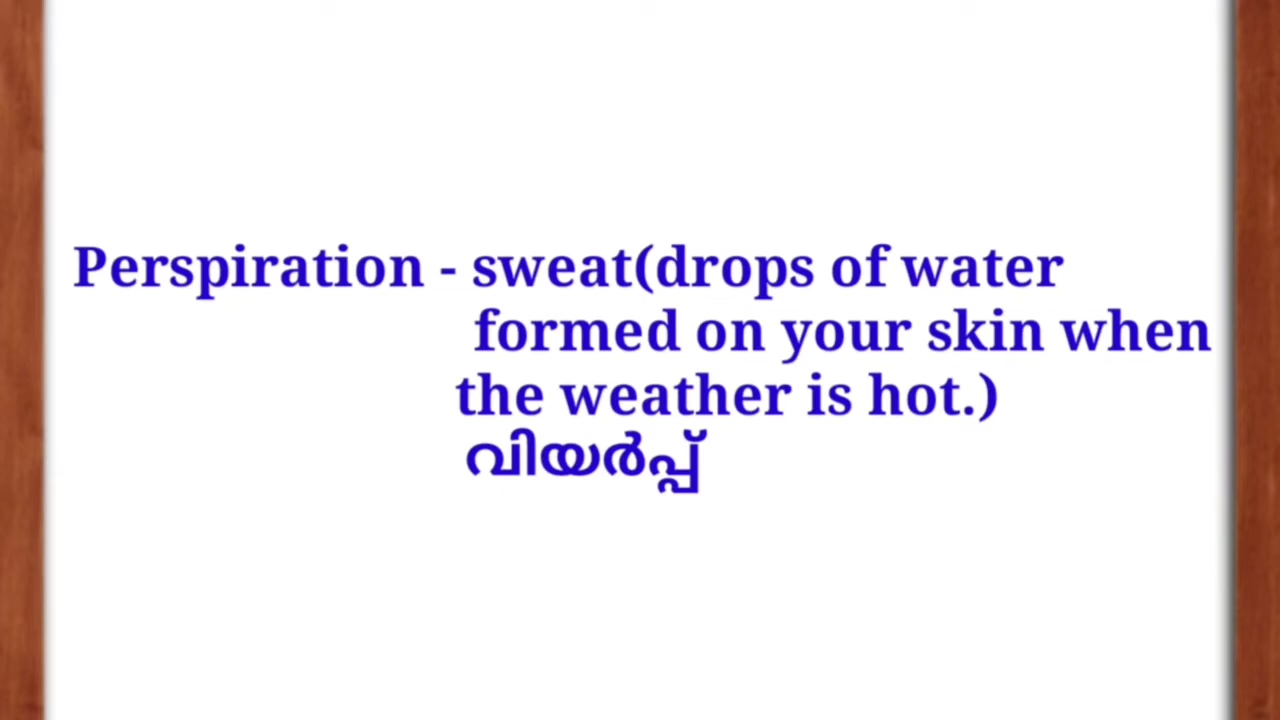 Perspiration - sweat(drops of water
formed on your skin when
the weather is hot.)
വിയർപ്പ്